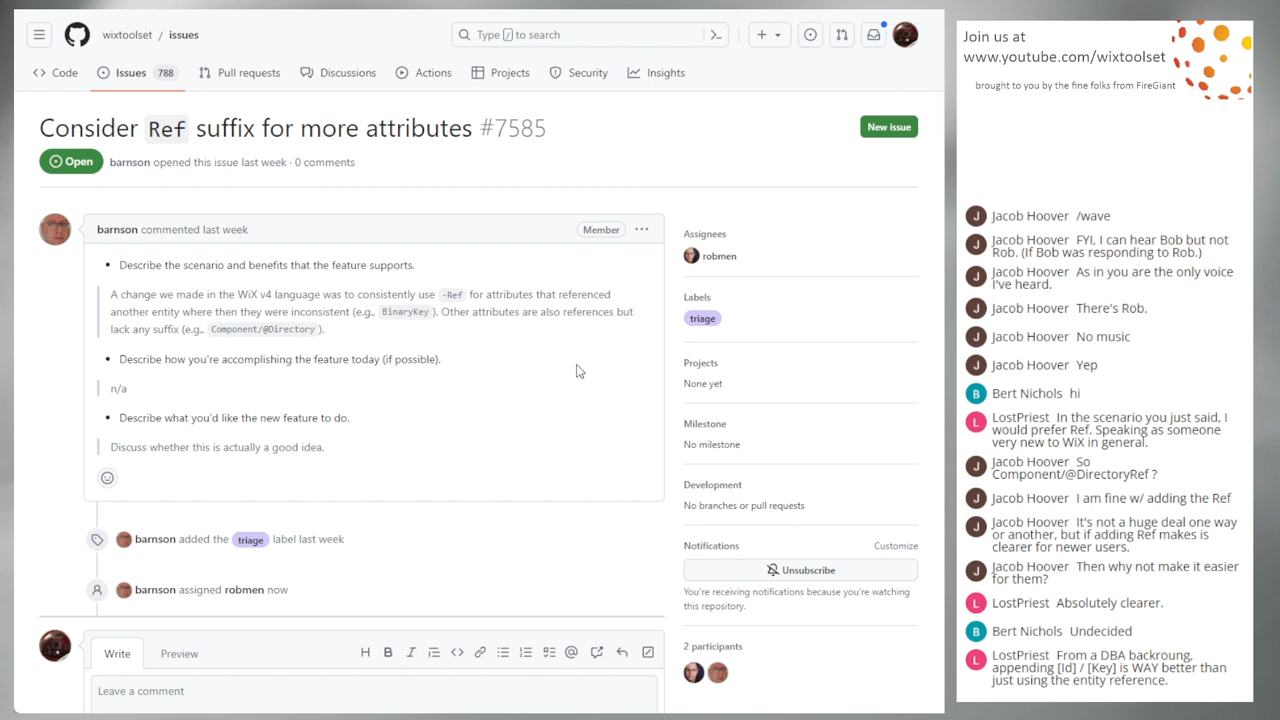 wixtoolset / issues
Type / to search
Code
Issues 788
Pull requests
Discussions
Actions
Projects
Security
Insights
Consider Ref suffix for more attributes #7585
New issue
Open
barnson opened this issue last week · 0 comments
barnson commented last week
Member
• Describe the scenario and benefits that the feature supports.
A change we made in the WiX v4 language was to consistently use -Ref for attributes that referenced
another entity where then they were inconsistent (e.g., BinaryKey). Other attributes are also references but
lack any suffix (e.g., Component/@Directory).
• Describe how you're accomplishing the feature today (if possible).
n/a
• Describe what you'd like the new feature to do.
Discuss whether this is actually a good idea.
barnson added the triage label last week
barnson assigned robmen now
Write
Preview
Leave a comment
Assignees
robmen
Labels
triage
Projects
None yet
Milestone
No milestone
Development
No branches or pull requests
Notifications
Customize
Unsubscribe
You're receiving notifications because you're watching
this repository.
2 participants
Join us at
www.youtube.com/wixtoolset
brought to you by the fine folks from FireGiant
J Jacob Hoover /wave
J Jacob Hoover FYI, I can hear Bob but not
Rob. (If Bob was responding to Rob.)
J Jacob Hoover As in you are the only voice
I've heard.
J Jacob Hoover There's Rob.
J Jacob Hoover No music
J Jacob Hoover Yep
B Bert Nichols hi
L LostPriest In the scenario you just said, I
would prefer Ref. Speaking as someone
very new to WiX in general.
J Jacob Hoover So
Component/@DirectoryRef ?
J Jacob Hoover I am fine w/ adding the Ref
J Jacob Hoover It's not a huge deal one way
or another, but if adding Ref makes is
clearer for newer users.
J Jacob Hoover Then why not make it easier
for them?
L LostPriest Absolutely clearer.
B Bert Nichols Undecided
L LostPriest From a DBA backroung,
appending [Id] / [Key] is WAY better than
just using the entity reference.